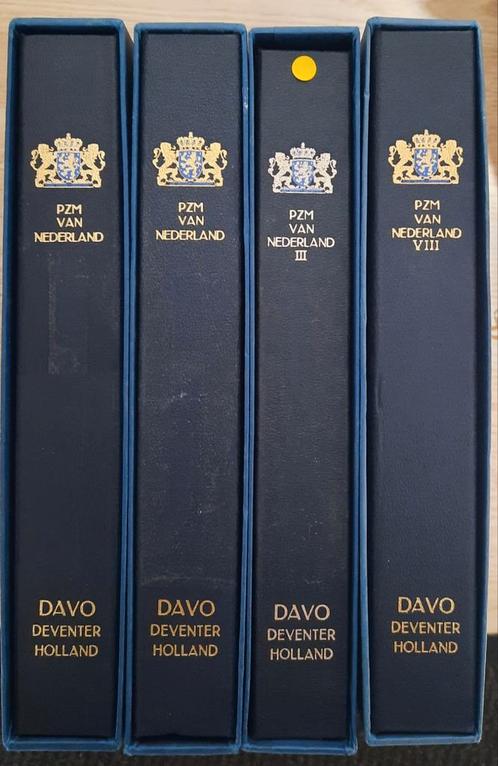 PZM
VAN
NEDERLAND
DAVO
DEVENTER
HOLLAND
PZM
VAN
NEDERLAND
DAVO
DEVENTER
HOLLAND
PZM
VAN
NEDERLAND
III
DAVO
DEVENTER
HOLLAND
PZM
VAN
NEDERLAND
VIII
DAVO
DEVENTER
HOLLAND